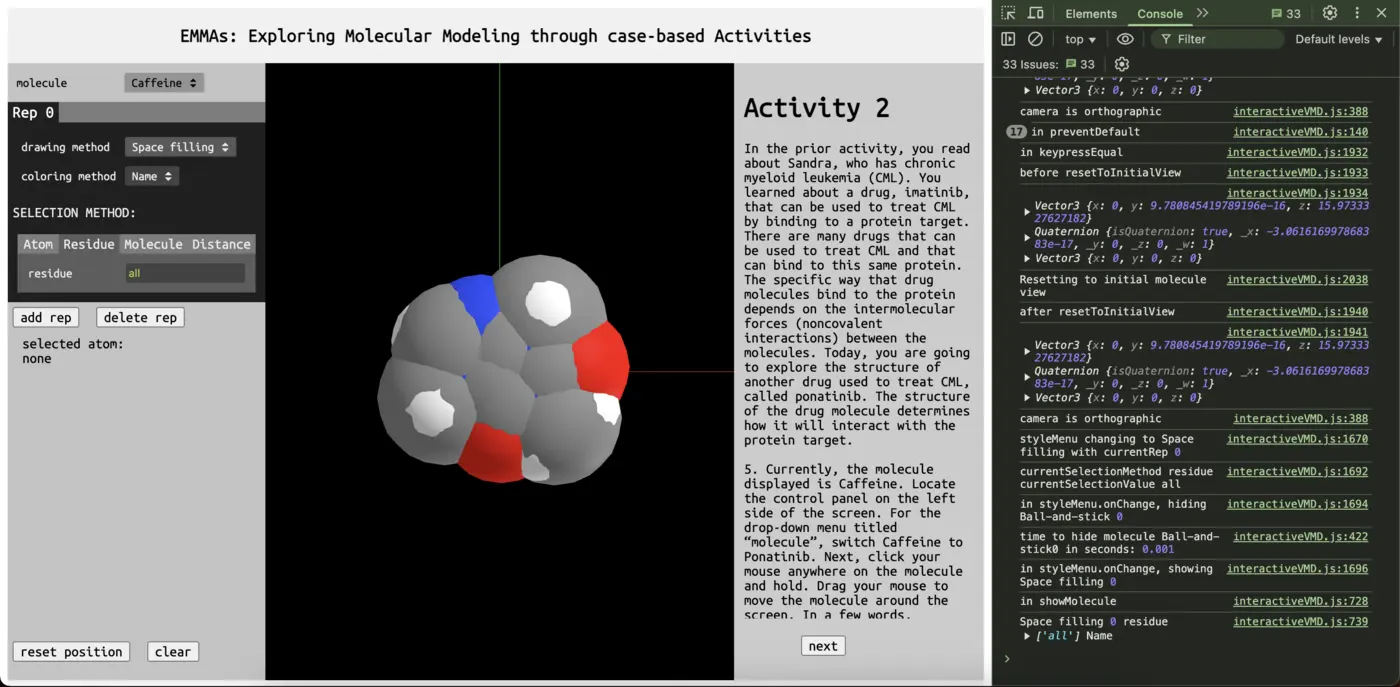 EMMAs: Exploring Molecular Modeling through case-based Activities
molecule Caffeine
Rep 0
drawing method Space filling
coloring method Name
SELECTION METHOD:
Atom Residue Molecule Distance
residue all
add rep delete rep
selected atom:
none
reset position clear
Activity 2
In the prior activity, you read
about Sandra, who has chronic
myeloid leukemia (CML). You
learned about a drug, imatinib,
that can be used to treat CML
by binding to a protein target.
There are many drugs that can
be used to treat CML and that
can bind to this same protein.
The specific way that drug
molecules bind to the protein
depends on the intermolecular
forces (noncovalent
interactions) between the
molecules. Today, you are going
to explore the structure of
another drug used to treat CML,
called ponatinib. The structure
of the drug molecule determines
how it will interact with the
protein target.
5. Currently, the molecule
displayed is Caffeine. Locate
the control panel on the left
side of the screen. For the
drop-down menu titled
“molecule”, switch Caffeine to
Ponatinib. Next, click your
mouse anywhere on the molecule
and hold. Drag your mouse to
move the molecule around the
screen. In a few words,
next
Elements Console 33
top Filter Default levels
33 Issues: 33
83e-17, _y: 0, _z: 0, _w: 1}
Vector3 {x: 0, y: 0, z: 0}
camera is orthographic interactiveVMD.js:388
17 in preventDefault interactiveVMD.js:140
in keypressEqual interactiveVMD.js:1932
before resetToInitialView interactiveVMD.js:1933
interactiveVMD.js:1934
Vector3 {x: 0, y: 9.780845419789196e-16, z: 15.97333
27627182}
Quaternion {isQuaternion: true, _x: -3.0616169978683
83e-17, _y: 0, _z: 0, _w: 1}
Vector3 {x: 0, y: 0, z: 0}
Resetting to initial molecule interactiveVMD.js:2038
view
after resetToInitialView interactiveVMD.js:1940
interactiveVMD.js:1941
Vector3 {x: 0, y: 9.780845419789196e-16, z: 15.97333
27627182}
Quaternion {isQuaternion: true, _x: -3.0616169978683
83e-17, _y: 0, _z: 0, _w: 1}
Vector3 {x: 0, y: 0, z: 0}
camera is orthographic interactiveVMD.js:388
styleMenu changing to Space interactiveVMD.js:1670
filling with currentRep 0
currentSelectionMethod residue interactiveVMD.js:1692
currentSelectionValue all
in styleMenu.onChange, hiding interactiveVMD.js:1694
Ball-and-stick 0
time to hide molecule Ball-and- interactiveVMD.js:422
stick0 in seconds: 0.001
in styleMenu.onChange, showing interactiveVMD.js:1696
Space filling 0
in showMolecule interactiveVMD.js:728
Space filling 0 residue interactiveVMD.js:739
['all'] Name